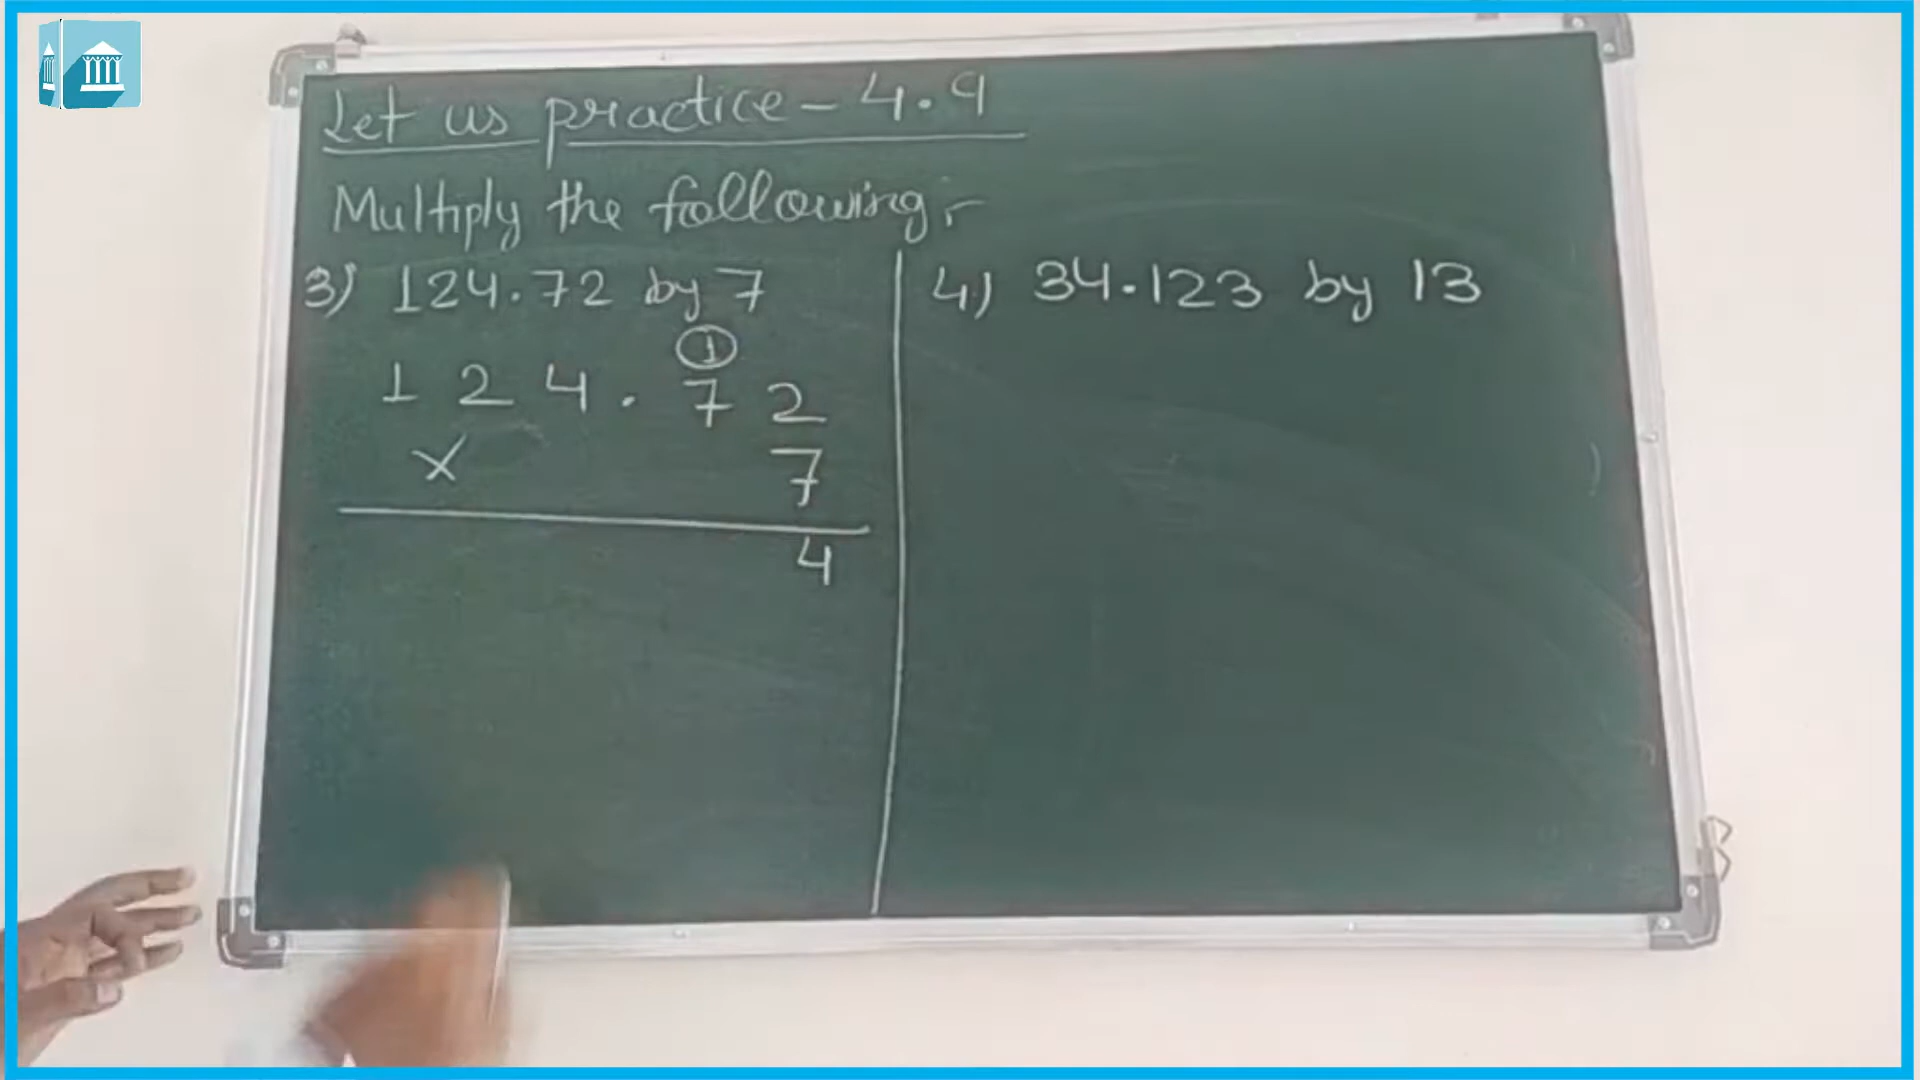 Let us practice - 4.9
Multiply the following:-
3) 124.72 by 7
1
1 2 4 . 7 2
× 7
4
4) 34.123 by 13